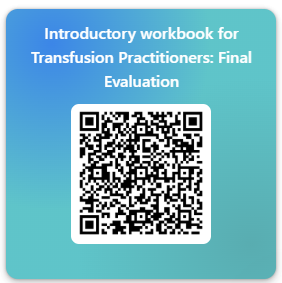 Introductory workbook for
Transfusion Practitioners: Final
Evaluation